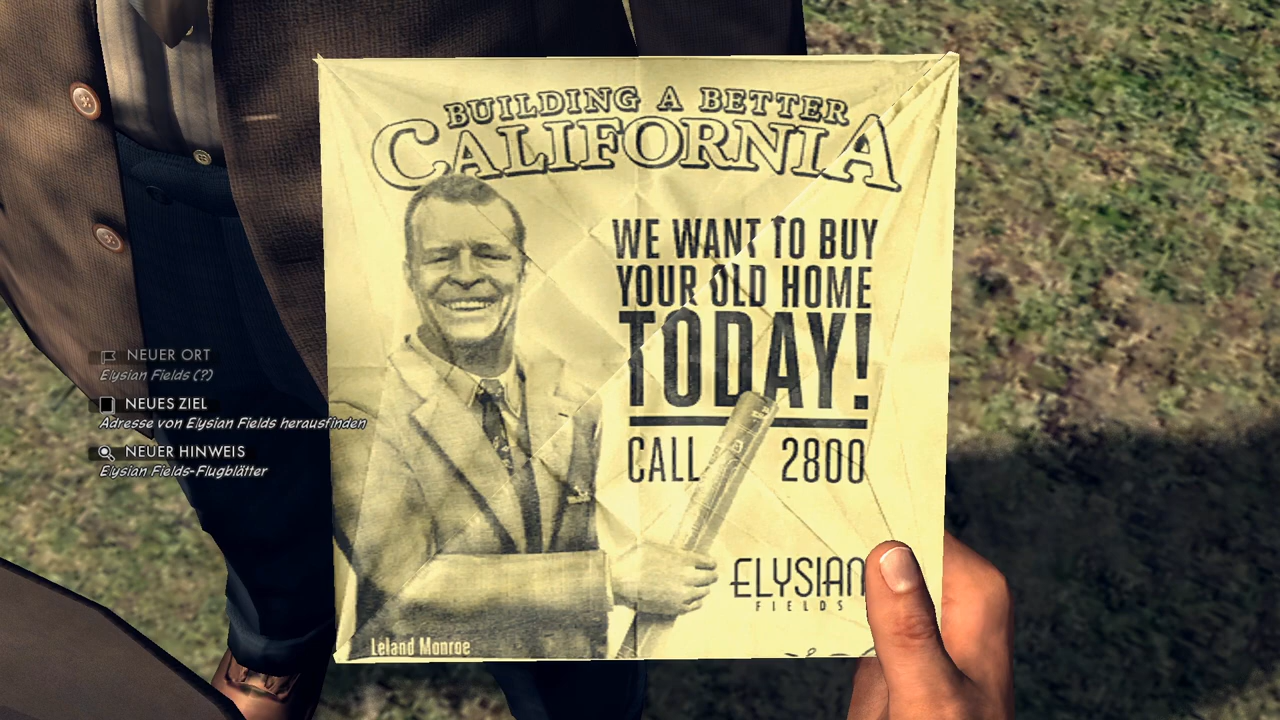 BUILDING A BETTER
CALIFORNIA
WE WANT TO BUY
YOUR OLD HOME
TODAY!
CALL 2800
ELYSIAN
FIELDS
Leland Monroe
NEUER ORT
Elysian Fields (?)
NEUES ZIEL
Adresse von Elysian Fields herausfinden
NEUER HINWEIS
Elysian Fields-Flugblätter